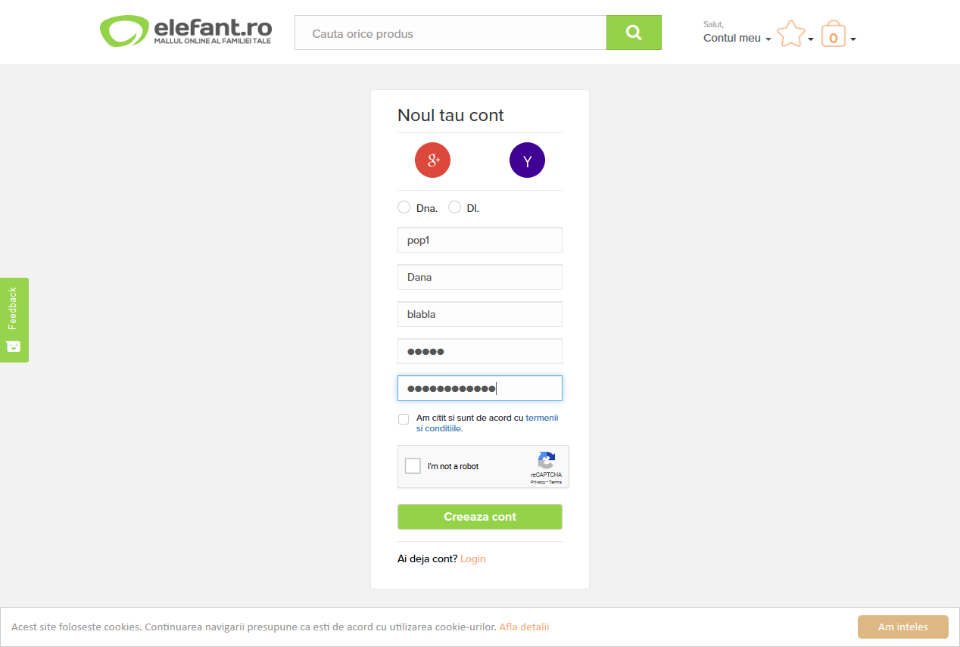 elefant.ro
MALLUL ONLINE AL FAMILIEI TALE
Cauta orice produs
Salut,
Contul meu
0
Noul tau cont
g+
Y
Dna.
Dl.
pop1
Dana
blabla
Am citit si sunt de acord cu termenii
si conditiile.
I'm not a robot
reCAPTCHA
Privacy - Terms
Creeaza cont
Ai deja cont? Login
Feedback
Acest site foloseste cookies. Continuarea navigarii presupune ca esti de acord cu utilizarea cookie-urilor. Afla detalii
Am inteles